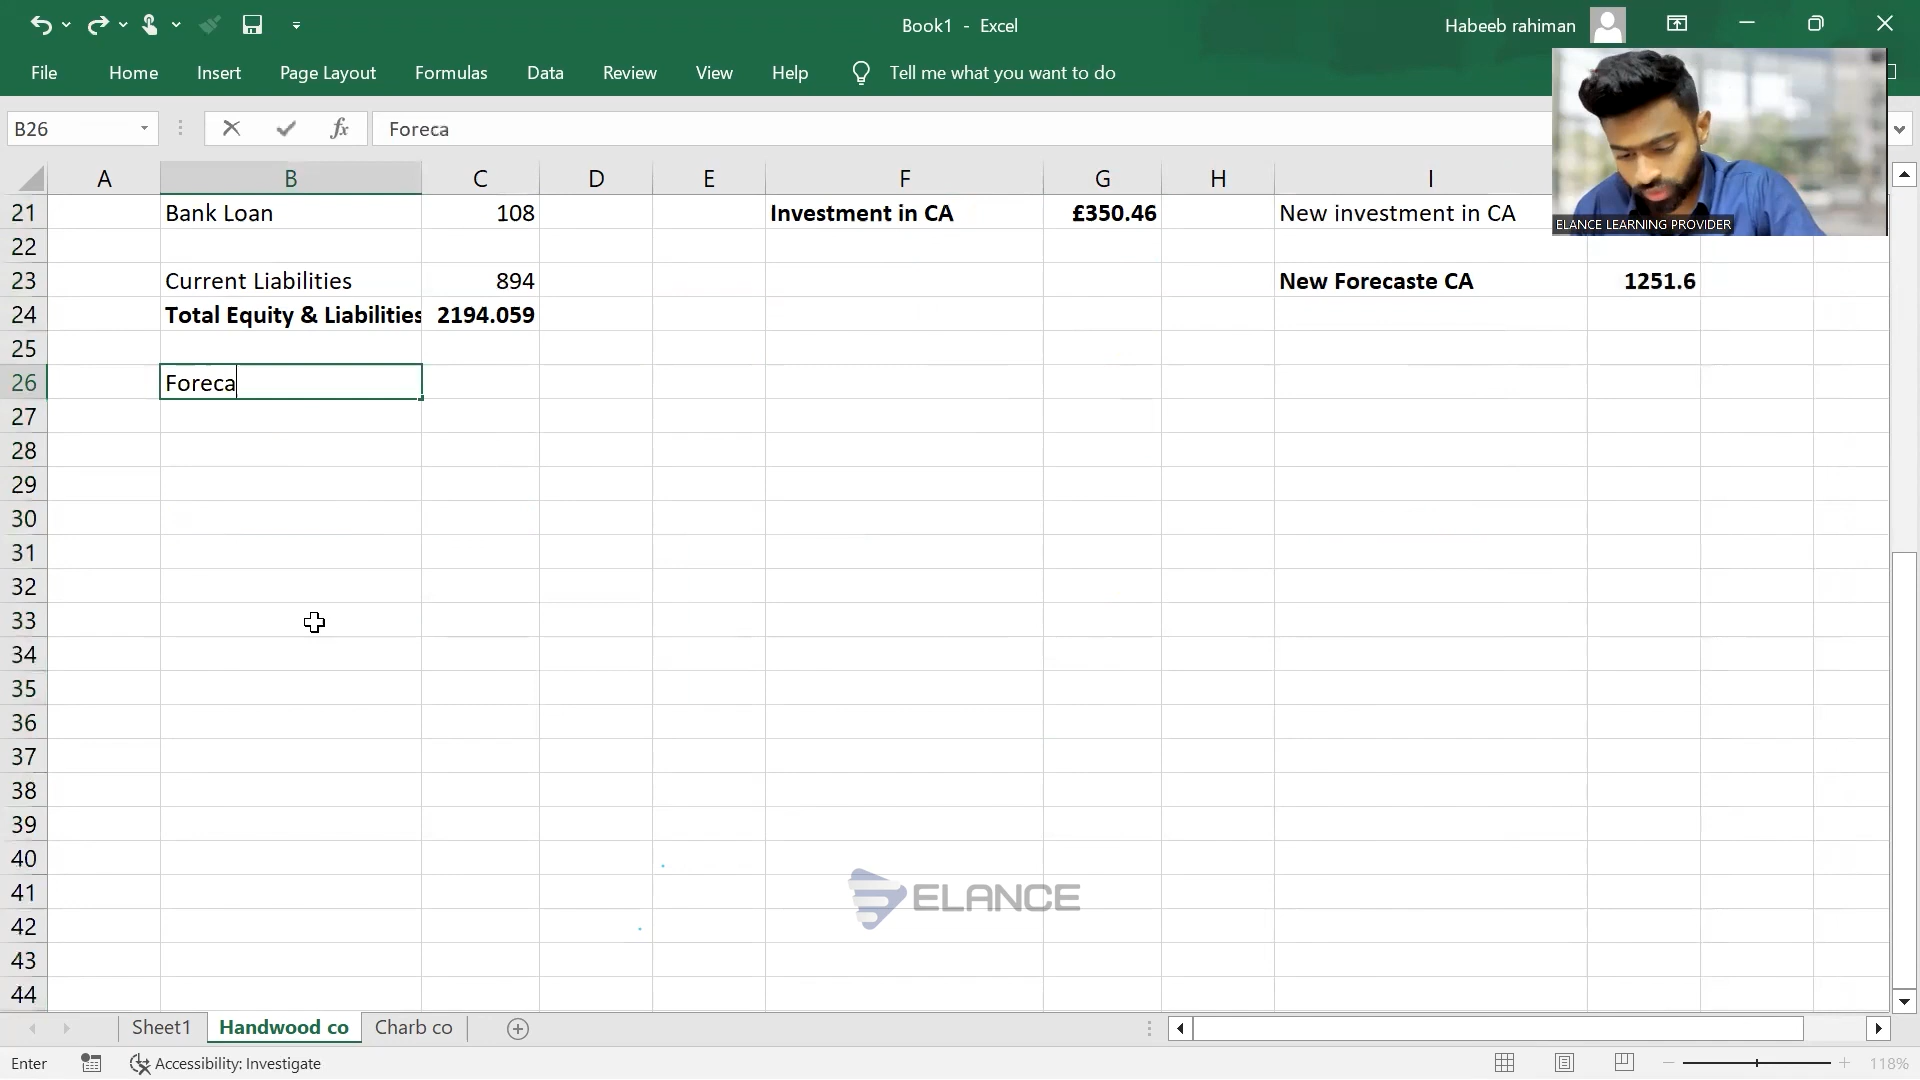 Book1 - Excel
Habeeb rahiman
File Home Insert Page Layout Formulas Data Review View Help Tell me what you want to do
B26 fx Foreca
ELANCE LEARNING PROVIDER
A B C D E F G H I
21 Bank Loan 108 Investment in CA £350.46 New investment in CA
22
23 Current Liabilities 894 New Forecaste CA 1251.6
24 Total Equity & Liabilities 2194.059
25
26 Foreca
27
28
29
30
31
32
33
34
35
36
37
38
39
40
41
ELANCE
42
43
44
Sheet1 Handwood co Charb co
Enter Accessibility: Investigate 118%